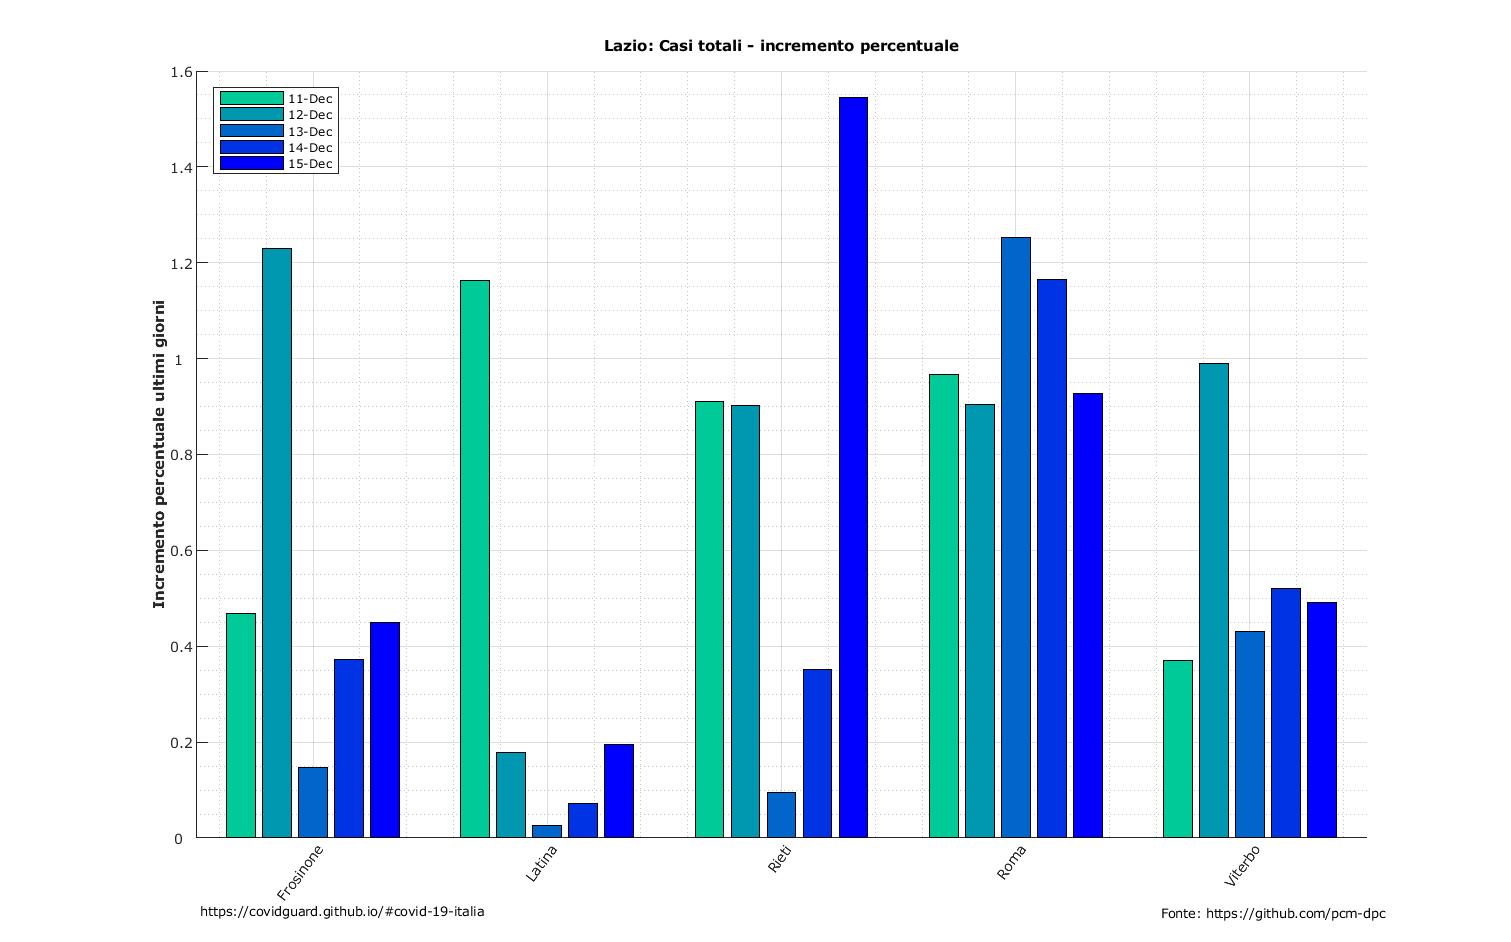 Lazio: Casi totali - incremento percentuale
1.6
1.4
1.2
1
0.8
0.6
0.4
0.2
0
Incremento percentuale ultimi giorni
11-Dec
12-Dec
13-Dec
14-Dec
15-Dec
Frosinone
Latina
Rieti
Roma
Viterbo
https://covidguard.github.io/#covid-19-italia
Fonte: https://github.com/pcm-dpc